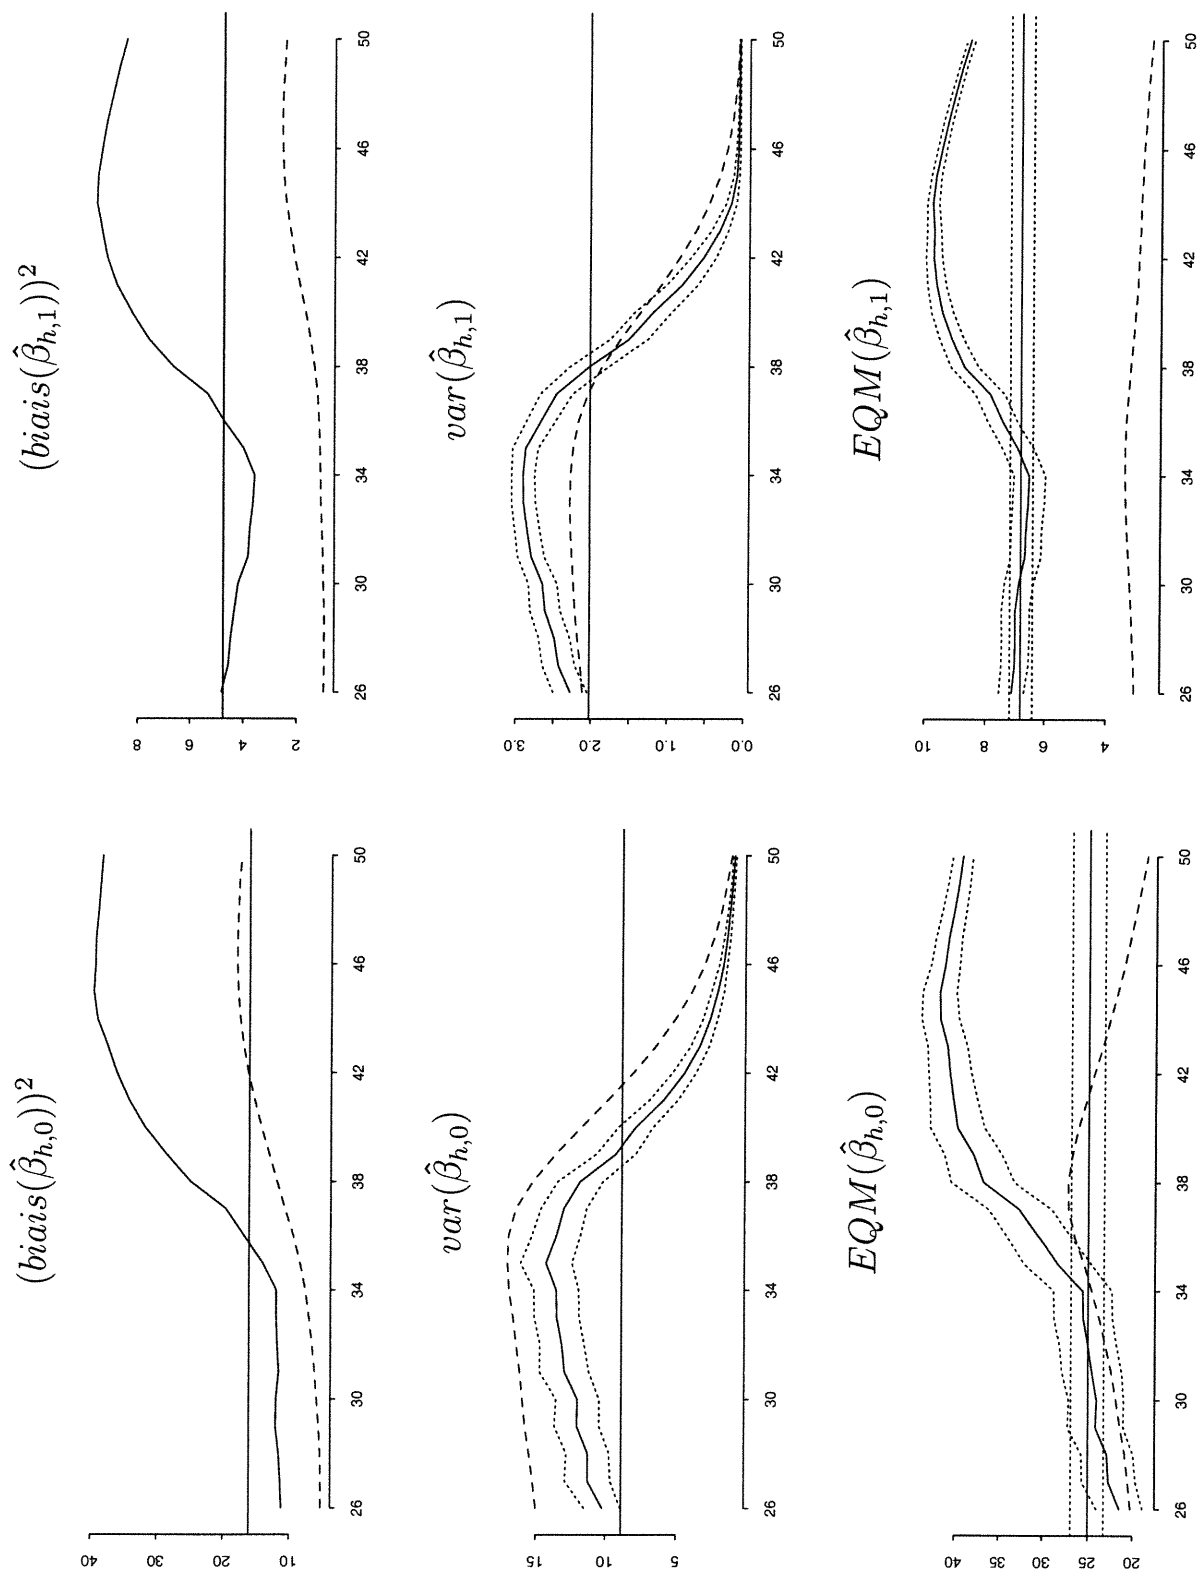 (biais(β̂_{h,0}))²
40 30 20 10
26 30 34 38 42 46 50
(biais(β̂_{h,1}))²
8 6 4 2
26 30 34 38 42 46 50
var(β̂_{h,0})
15 10 5
26 30 34 38 42 46 50
var(β̂_{h,1})
3.0 2.0 1.0 0.0
26 30 34 38 42 46 50
EQM(β̂_{h,0})
40 35 30 25 20
26 30 34 38 42 46 50
EQM(β̂_{h,1})
10 8 6 4
26 30 34 38 42 46 50